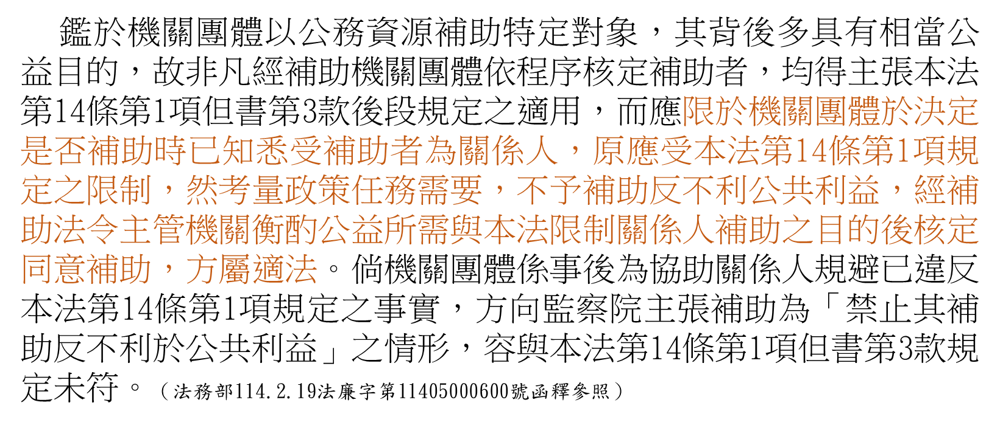 鑑於機關團體以公務資源補助特定對象，其背後多具有相當公
益目的，故非凡經補助機關團體依程序核定補助者，均得主張本法
第14條第1項但書第3款後段規定之適用，而應限於機關團體於決定
是否補助時已知悉受補助者為關係人，原應受本法第14條第1項規
定之限制，然考量政策任務需要，不予補助反不利公共利益，經補
助法令主管機關衡酌公益所需與本法限制關係人補助之目的後核定
同意補助，方屬適法。倘機關團體係事後為協助關係人規避已違反
本法第14條第1項規定之事實，方向監察院主張補助為「禁止其補
助反不利於公共利益」之情形，容與本法第14條第1項但書第3款規
定未符。（法務部114.2.19法廉字第11405000600號函釋參照）